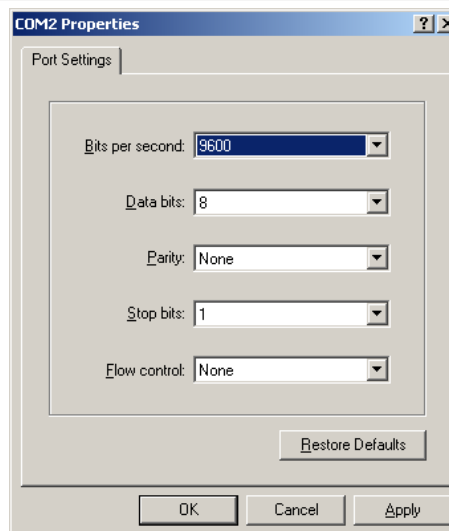 COM2 Properties
Port Settings
Bits per second: 9600
Data bits: 8
Parity: None
Stop bits: 1
Flow control: None
Restore Defaults
OK Cancel Apply